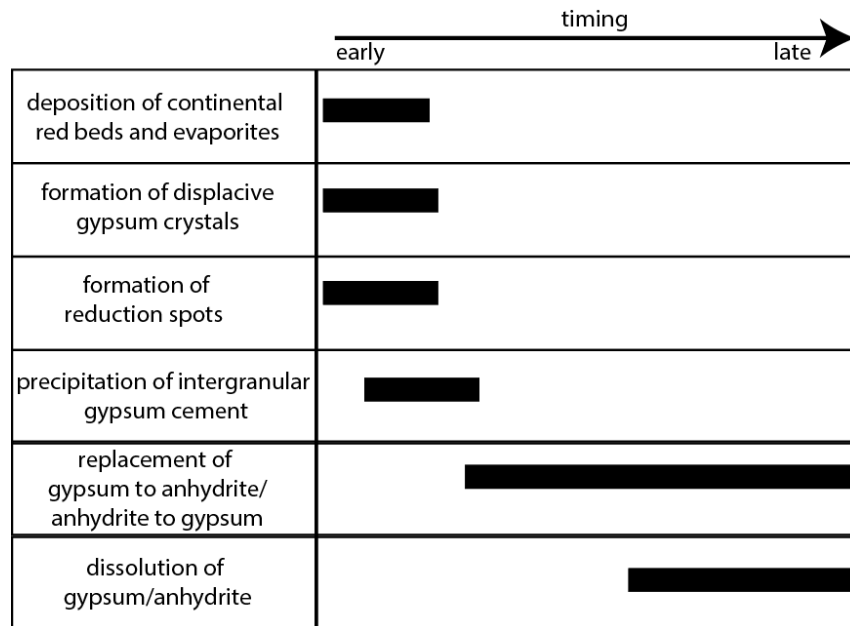 timing
early
late
deposition of continental
red beds and evaporites
formation of displacive
gypsum crystals
formation of
reduction spots
precipitation of intergranular
gypsum cement
replacement of
gypsum to anhydrite/
anhydrite to gypsum
dissolution of
gypsum/anhydrite